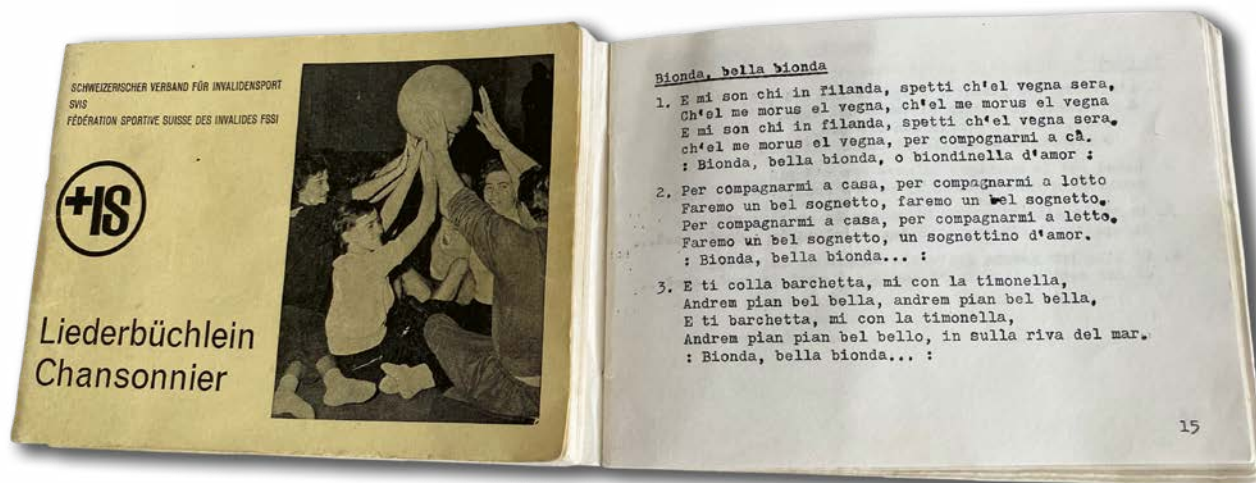 SCHWEIZERISCHER VERBAND FÜR INVALIDENSPORT
SVIS
FÉDÉRATION SPORTIVE SUISSE DES INVALIDES FSSI
+IS
Liederbüchlein
Chansonnier
Bionda, bella bionda
1. E mi son chi in filanda, spetti ch'el vegna sera,
Ch'el me morus el vegna, ch'el me morus el vegna
E mi son chi in filanda, spetti ch'el vegna sera.
ch'el me morus el vegna, per compognarmi a cà.
: Bionda, bella bionda, o biondinella d'amor :
2. Per compagnarmi a casa, per compagnarmi a lotto
Faremo un bel sognetto, faremo un bel sognetto.
Per compagnarmi a casa, per compagnarmi a letto.
Faremo un bel sognetto, un sognettino d'amor.
: Bionda, bella bionda... :
3. E ti colla barchetta, mi con la timonella,
Andrem pian bel bella, andrem pian bel bella,
E ti barchetta, mi con la timonella,
Andrem pian pian bel bello, in sulla riva del mar.
: Bionda, bella bionda... :
15